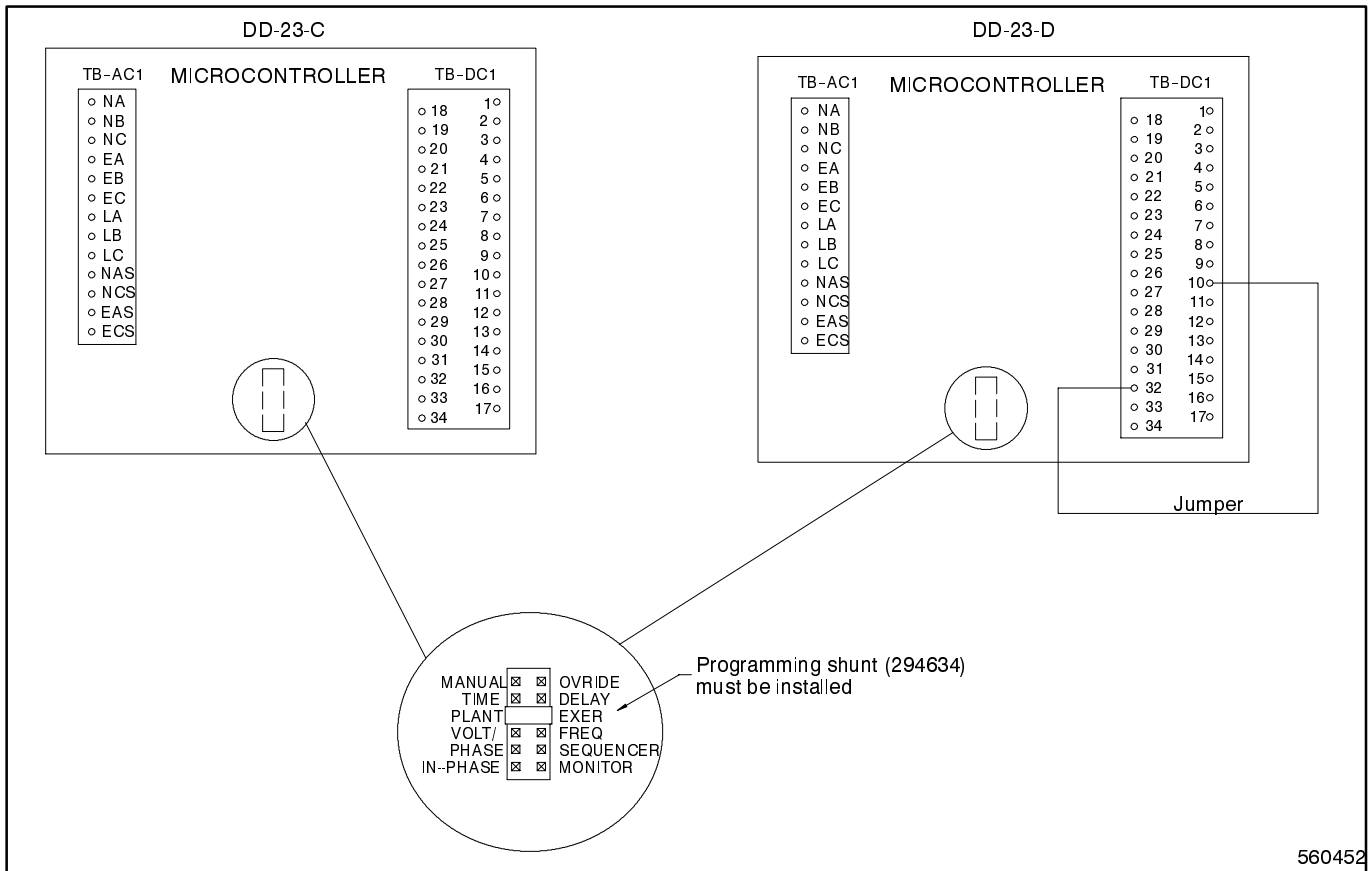 DD-23-C
TB-AC1 MICROCONTROLLER TB-DC1
NA
NB
NC
EA
EB
EC
LA
LB
LC
NAS
NCS
EAS
ECS
18
19
20
21
22
23
24
25
26
27
28
29
30
31
32
33
34
1
2
3
4
5
6
7
8
9
10
11
12
13
14
15
16
17
DD-23-D
TB-AC1 MICROCONTROLLER TB-DC1
NA
NB
NC
EA
EB
EC
LA
LB
LC
NAS
NCS
EAS
ECS
18
19
20
21
22
23
24
25
26
27
28
29
30
31
32
33
34
1
2
3
4
5
6
7
8
9
10
11
12
13
14
15
16
17
Jumper
MANUAL OVRIDE
TIME DELAY
PLANT EXER
VOLT/ FREQ
PHASE SEQUENCER
IN--PHASE MONITOR
Programming shunt (294634)
must be installed
560452